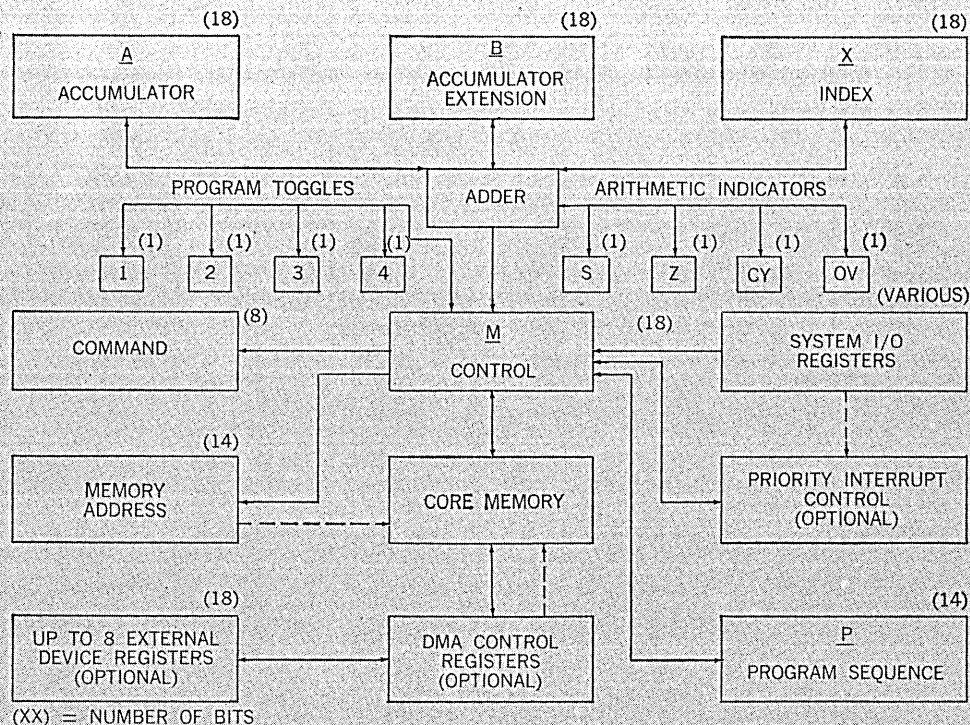 (18)
(18)
(18)
A
ACCUMULATOR
B
ACCUMULATOR
EXTENSION
X
INDEX
PROGRAM TOGGLES
ADDER
ARITHMETIC INDICATORS
(1)
(1)
(1)
(1)
(1)
(1)
(1)
(1)
1
2
3
4
S
Z
CY
OV
(VARIOUS)
(8)
COMMAND
M
CONTROL
(18)
SYSTEM I/O
REGISTERS
(14)
MEMORY
ADDRESS
CORE MEMORY
PRIORITY INTERRUPT
CONTROL
(OPTIONAL)
(18)
UP TO 8 EXTERNAL
DEVICE REGISTERS
(OPTIONAL)
DMA CONTROL
REGISTERS
(OPTIONAL)
(14)
P
PROGRAM SEQUENCE
(XX) = NUMBER OF BITS